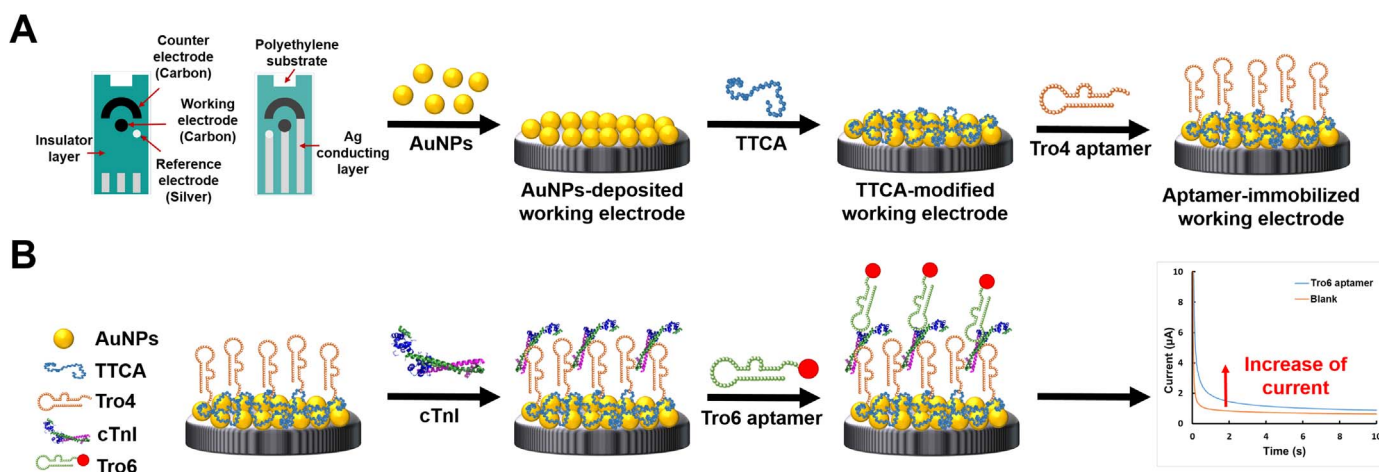 A
Counter
electrode
(Carbon)
Working
electrode
(Carbon)
Insulator
layer
Reference
electrode
(Silver)
Polyethylene
substrate
Ag
conducting
layer
AuNPs
AuNPs-deposited
working electrode
TTCA
TTCA-modified
working electrode
Tro4 aptamer
Aptamer-immobilized
working electrode
B
AuNPs
TTCA
Tro4
cTnI
Tro6
cTnI
Tro6 aptamer
10
8
6
4
2
0
Current (μA)
Tro6 aptamer
Blank
Increase of
current
0
2
4
6
8
10
Time (s)